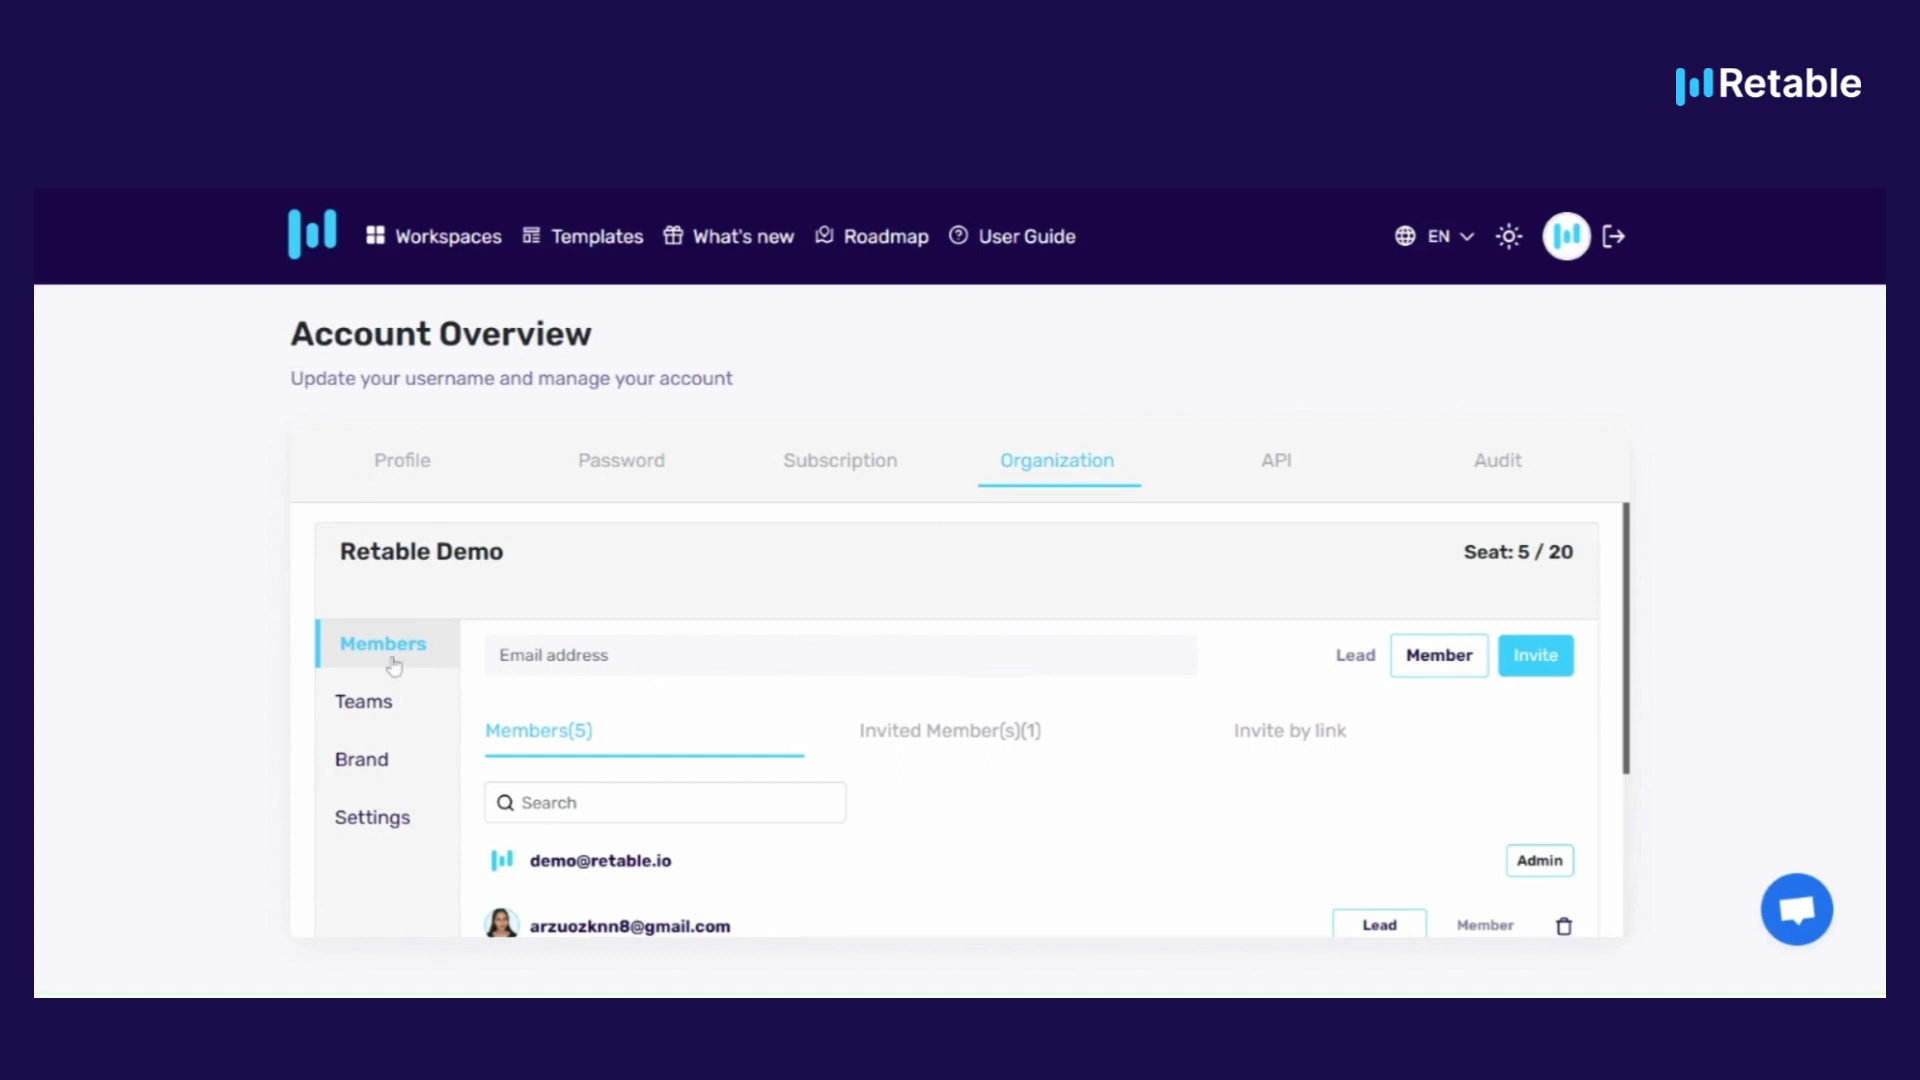 Retable
Workspaces Templates What's new Roadmap User Guide EN
Account Overview
Update your username and manage your account
Profile Password Subscription Organization API Audit
Retable Demo Seat: 5 / 20
Members
Email address Lead Member Invite
Teams
Members(5) Invited Member(s)(1) Invite by link
Brand
Search
Settings
demo@retable.io Admin
arzuozknn8@gmail.com Lead Member